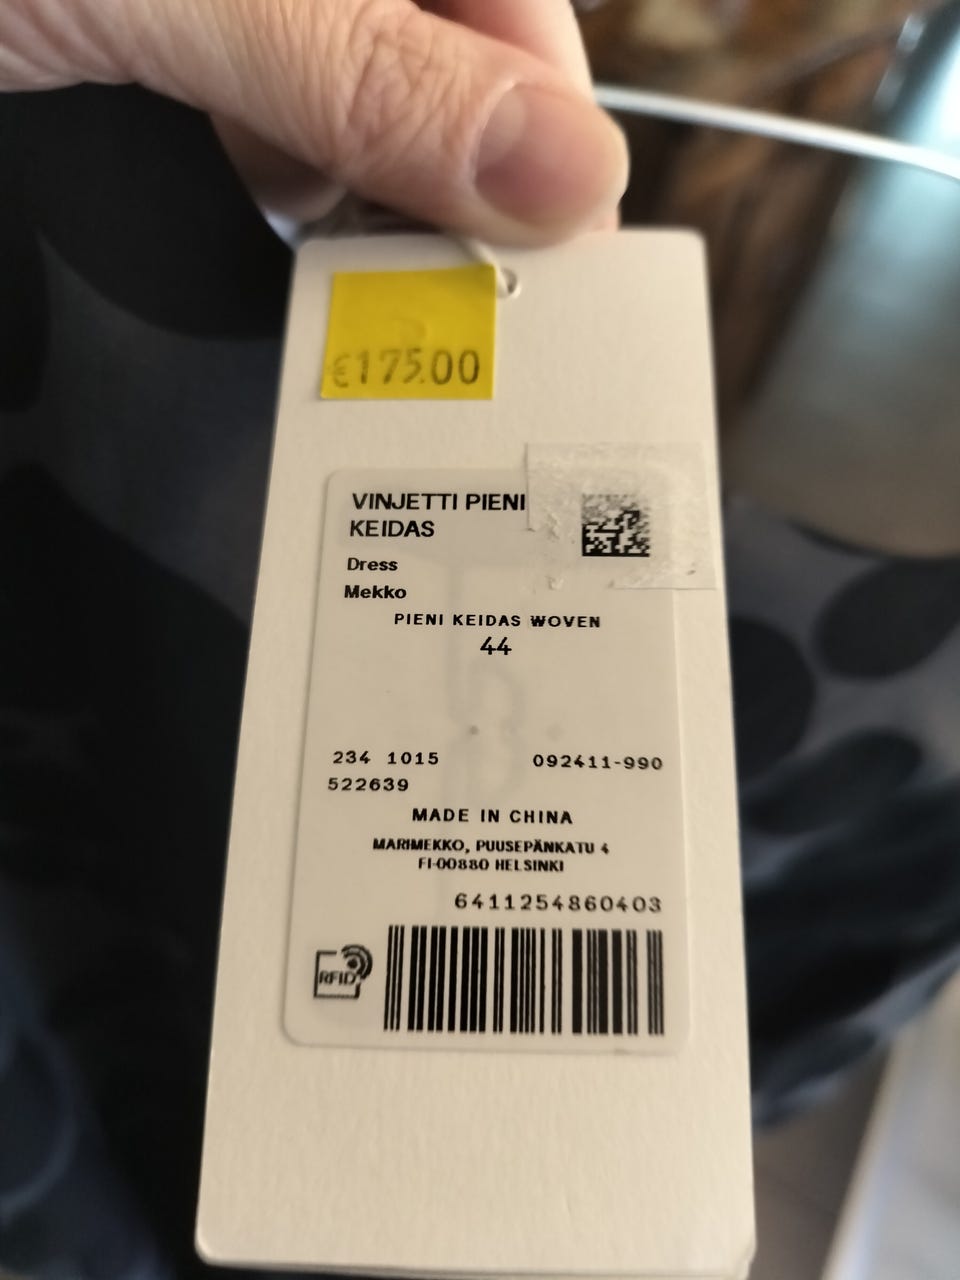 €175.00
VINJETTI PIENI
KEIDAS
Dress
Mekko
PIENI KEIDAS WOVEN
44
234 1015
092411-990
522639
MADE IN CHINA
MARIMEKKO, PUUSEPÄNKATU 4
FI-00880 HELSINKI
6411254860403
RFID